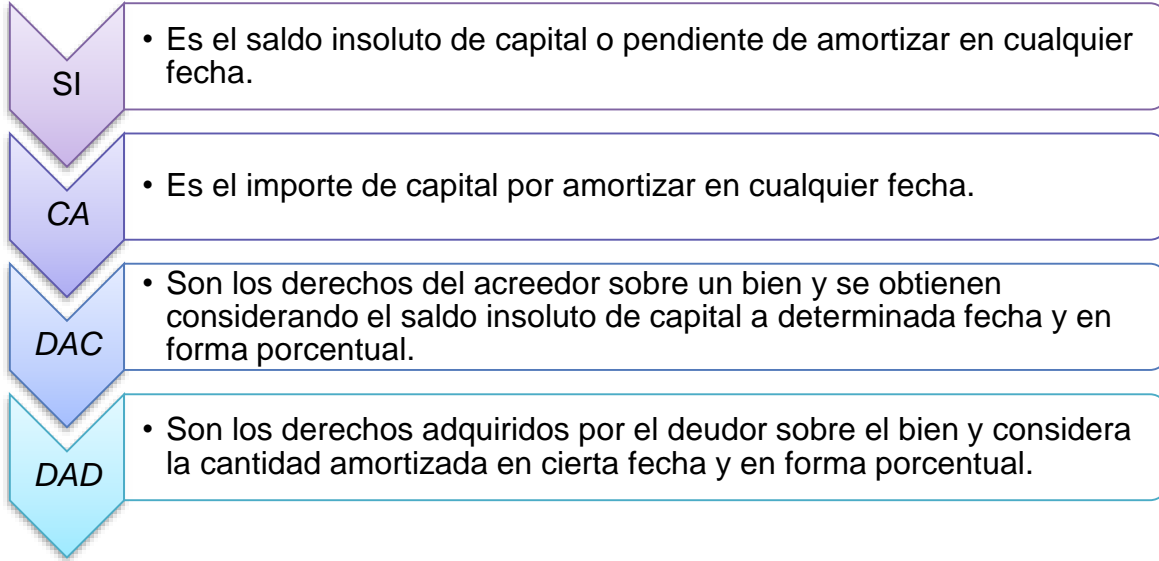 SI
• Es el saldo insoluto de capital o pendiente de amortizar en cualquier
fecha.
CA
• Es el importe de capital por amortizar en cualquier fecha.
DAC
• Son los derechos del acreedor sobre un bien y se obtienen
considerando el saldo insoluto de capital a determinada fecha y en
forma porcentual.
DAD
• Son los derechos adquiridos por el deudor sobre el bien y considera
la cantidad amortizada en cierta fecha y en forma porcentual.